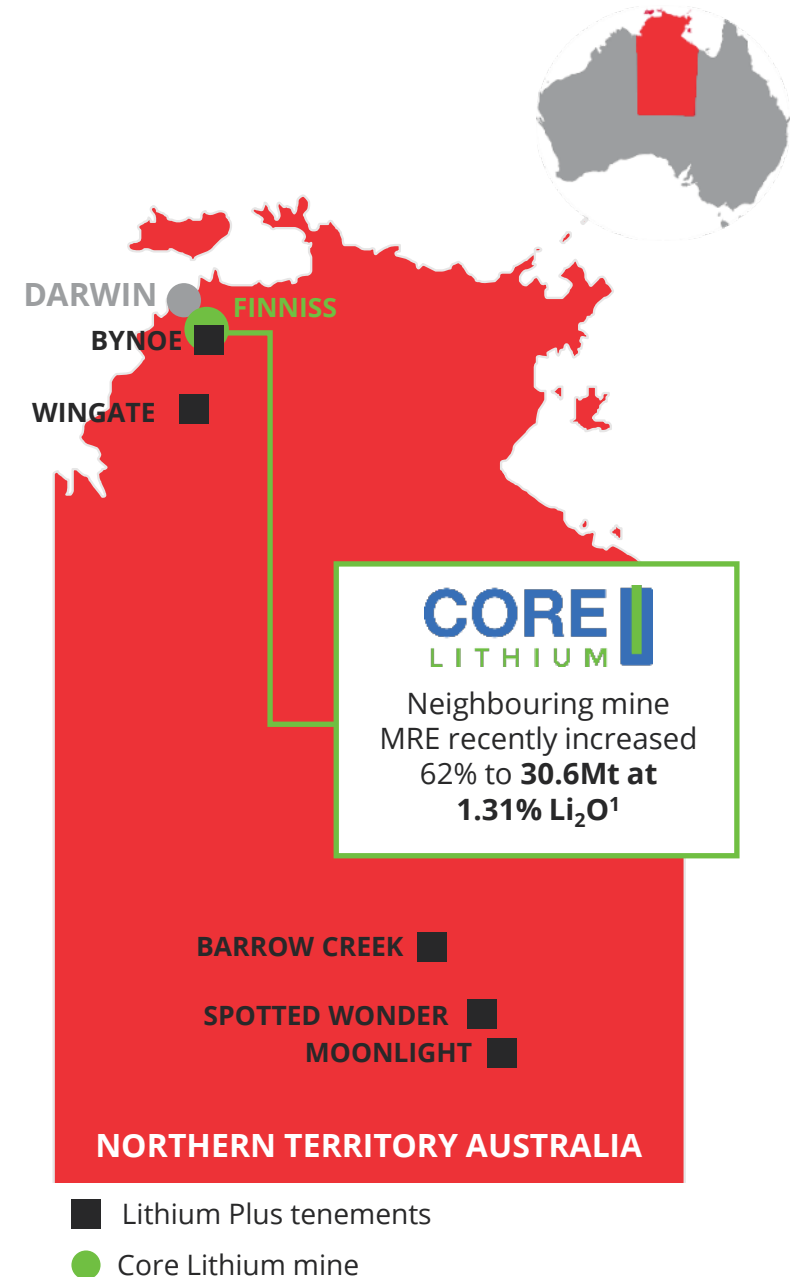 DARWIN
FINNISS
BYNOE
WINGATE
CORE
LITHIUM
Neighbouring mine
MRE recently increased
62% to 30.6Mt at
1.31% Li₂O¹
BARROW CREEK
SPOTTED WONDER
MOONLIGHT
NORTHERN TERRITORY AUSTRALIA
Lithium Plus tenements
Core Lithium mine